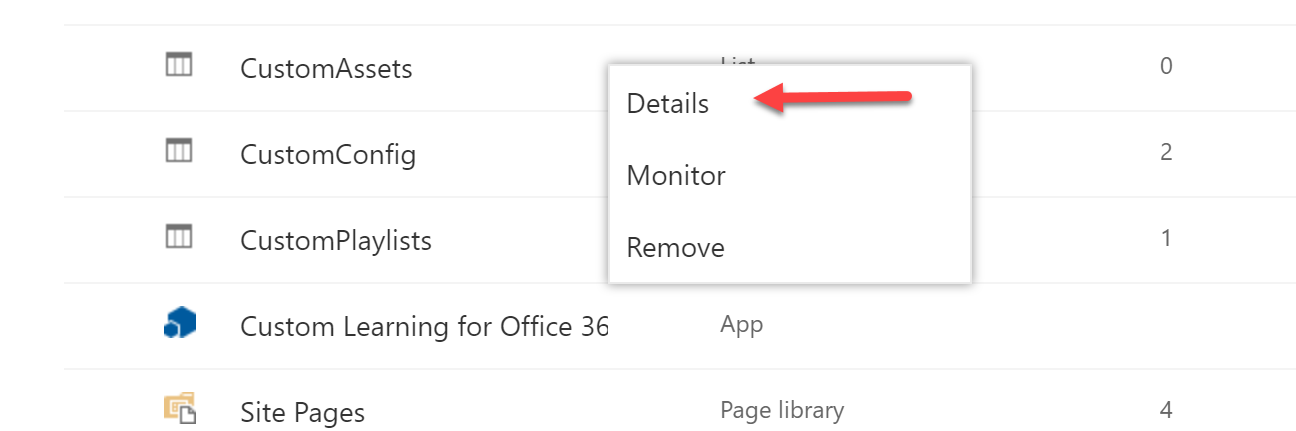 CustomAssets List 0
Details
CustomConfig 2
Monitor
CustomPlaylists 1
Remove
Custom Learning for Office 36 App
Site Pages Page library 4